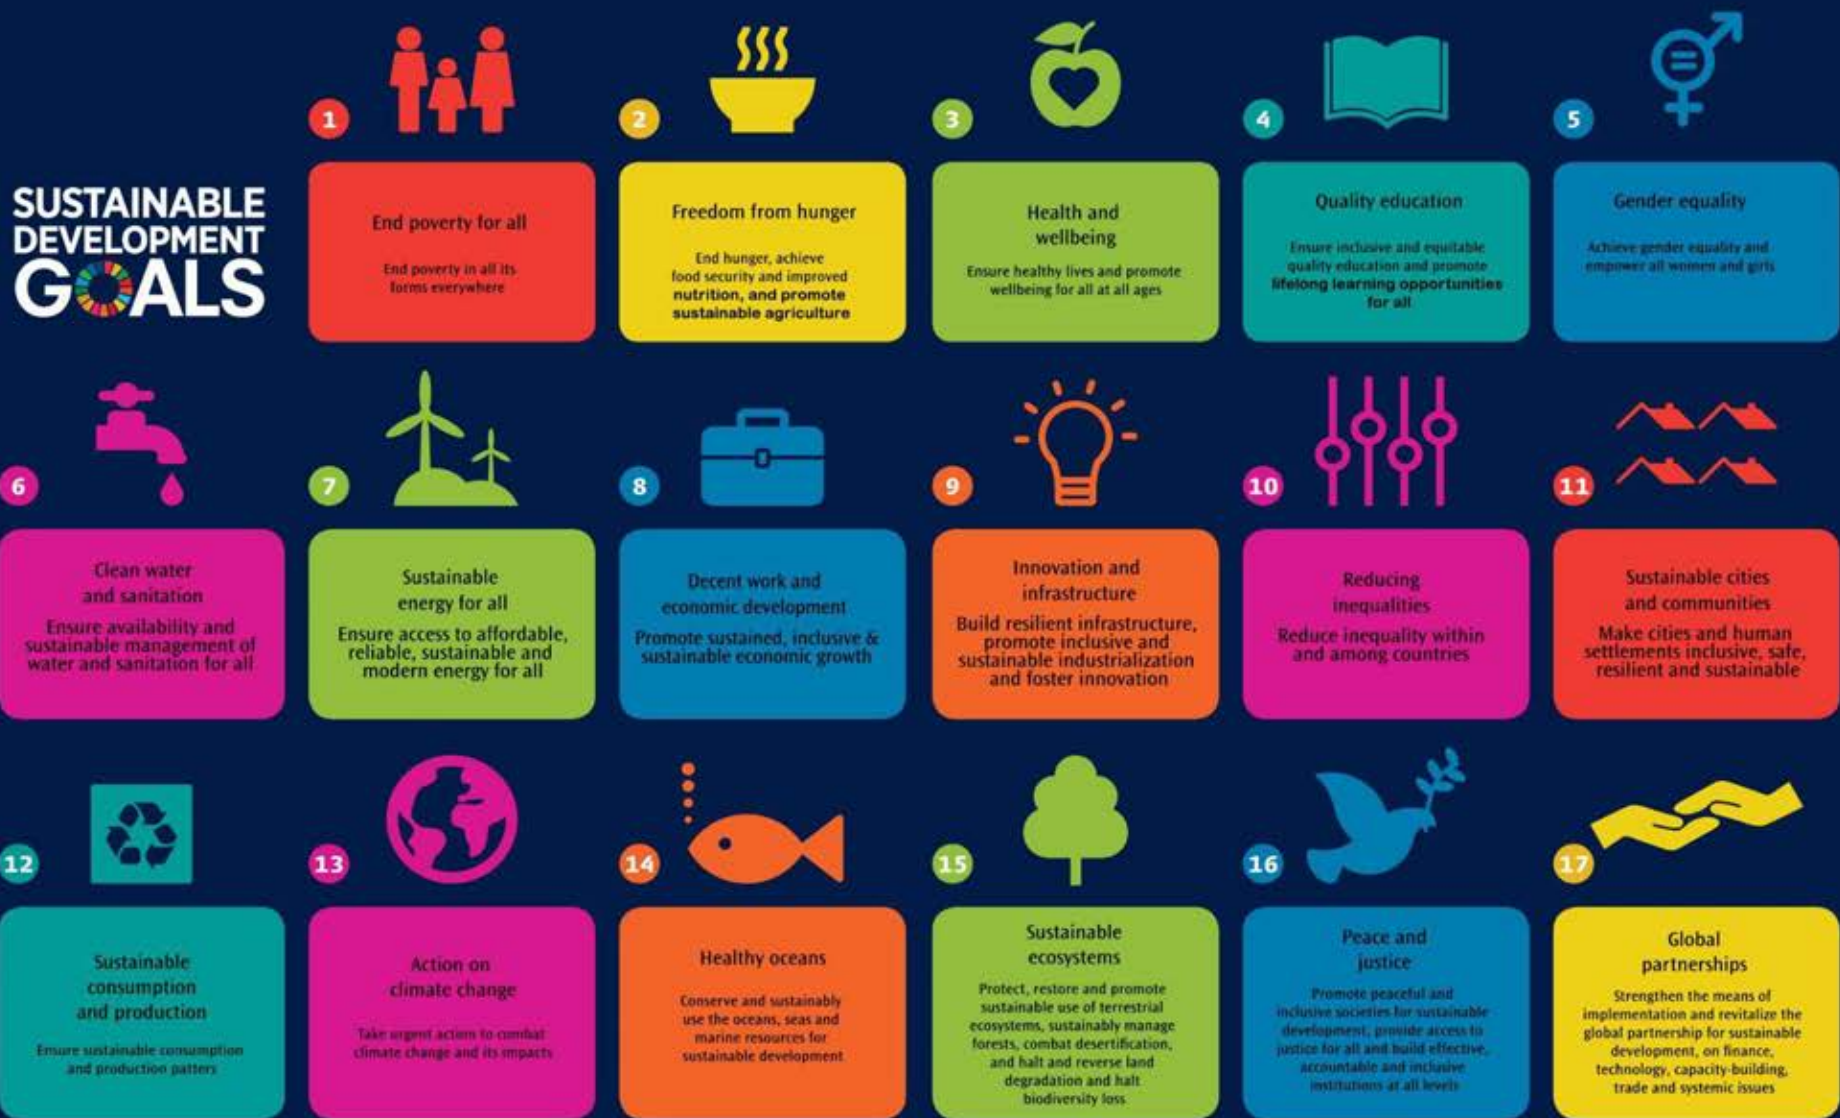 SUSTAINABLE
DEVELOPMENT
GOALS
1
End poverty for all
End poverty in all its
forms everywhere
2
Freedom from hunger
End hunger, achieve
food security and improved
nutrition, and promote
sustainable agriculture
3
Health and
wellbeing
Ensure healthy lives and promote
wellbeing for all at all ages
4
Quality education
Ensure inclusive and equitable
quality education and promote
lifelong learning opportunities
for all
5
Gender equality
Achieve gender equality and
empower all women and girls
6
Clean water
and sanitation
Ensure availability and
sustainable management of
water and sanitation for all
7
Sustainable
energy for all
Ensure access to affordable,
reliable, sustainable and
modern energy for all
8
Decent work and
economic development
Promote sustained, inclusive &
sustainable economic growth
9
Innovation and
infrastructure
Build resilient infrastructure,
promote inclusive and
sustainable industrialization
and foster innovation
10
Reducing
inequalities
Reduce inequality within
and among countries
11
Sustainable cities
and communities
Make cities and human
settlements inclusive, safe,
resilient and sustainable
12
Sustainable
consumption
and production
Ensure sustainable consumption
and production patters
13
Action on
climate change
Take urgent action to combat
climate change and its impacts
14
Healthy oceans
Conserve and sustainably
use the oceans, seas and
marine resources for
sustainable development
15
Sustainable
ecosystems
Protect, restore and promote
sustainable use of terrestrial
ecosystems, sustainably manage
forests, combat desertification,
and halt and reverse land
degradation and halt
biodiversity loss
16
Peace and
justice
Promote peaceful and
inclusive societies for sustainable
development, provide access to
justice for all and build effective,
accountable and inclusive
institutions at all levels
17
Global
partnerships
Strengthen the means of
implementation and revitalize the
global partnership for sustainable
development, on finance,
technology, capacity-building,
trade and systemic issues